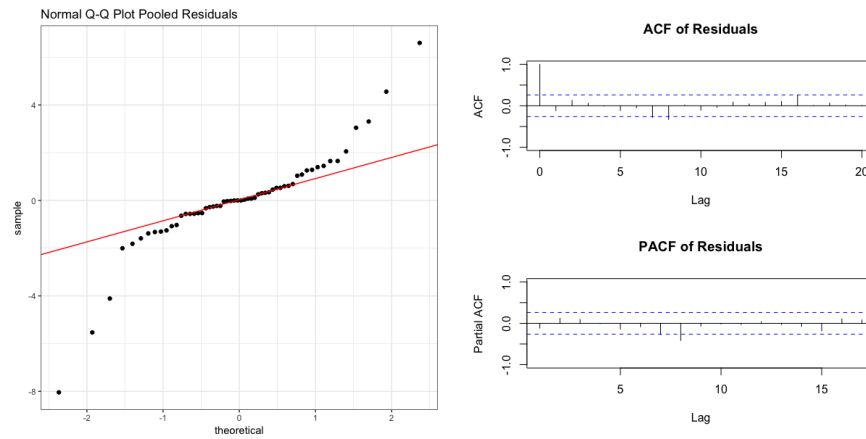 Normal Q-Q Plot Pooled Residuals
sample
4
0
-4
-8
-2
-1
0
1
2
theoretical
ACF of Residuals
ACF
1.0
0.0
-1.0
0
5
10
15
20
Lag
PACF of Residuals
Partial ACF
1.0
0.0
-1.0
5
10
15
Lag